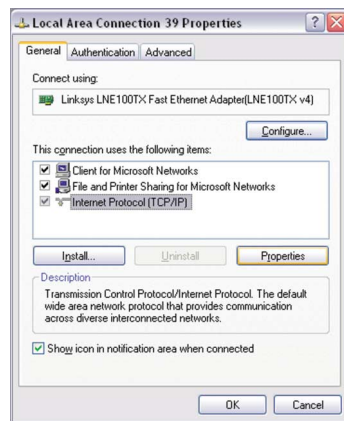 Local Area Connection 39 Properties
General Authentication Advanced
Connect using:
Linksys LNE100TX Fast Ethernet Adapter(LNE100TX v4)
Configure...
This connection uses the following items:
Client for Microsoft Networks
File and Printer Sharing for Microsoft Networks
Internet Protocol (TCP/IP)
Install... Uninstall Properties
Description
Transmission Control Protocol/Internet Protocol. The default
wide area network protocol that provides communication
across diverse interconnected networks.
Show icon in notification area when connected
OK Cancel